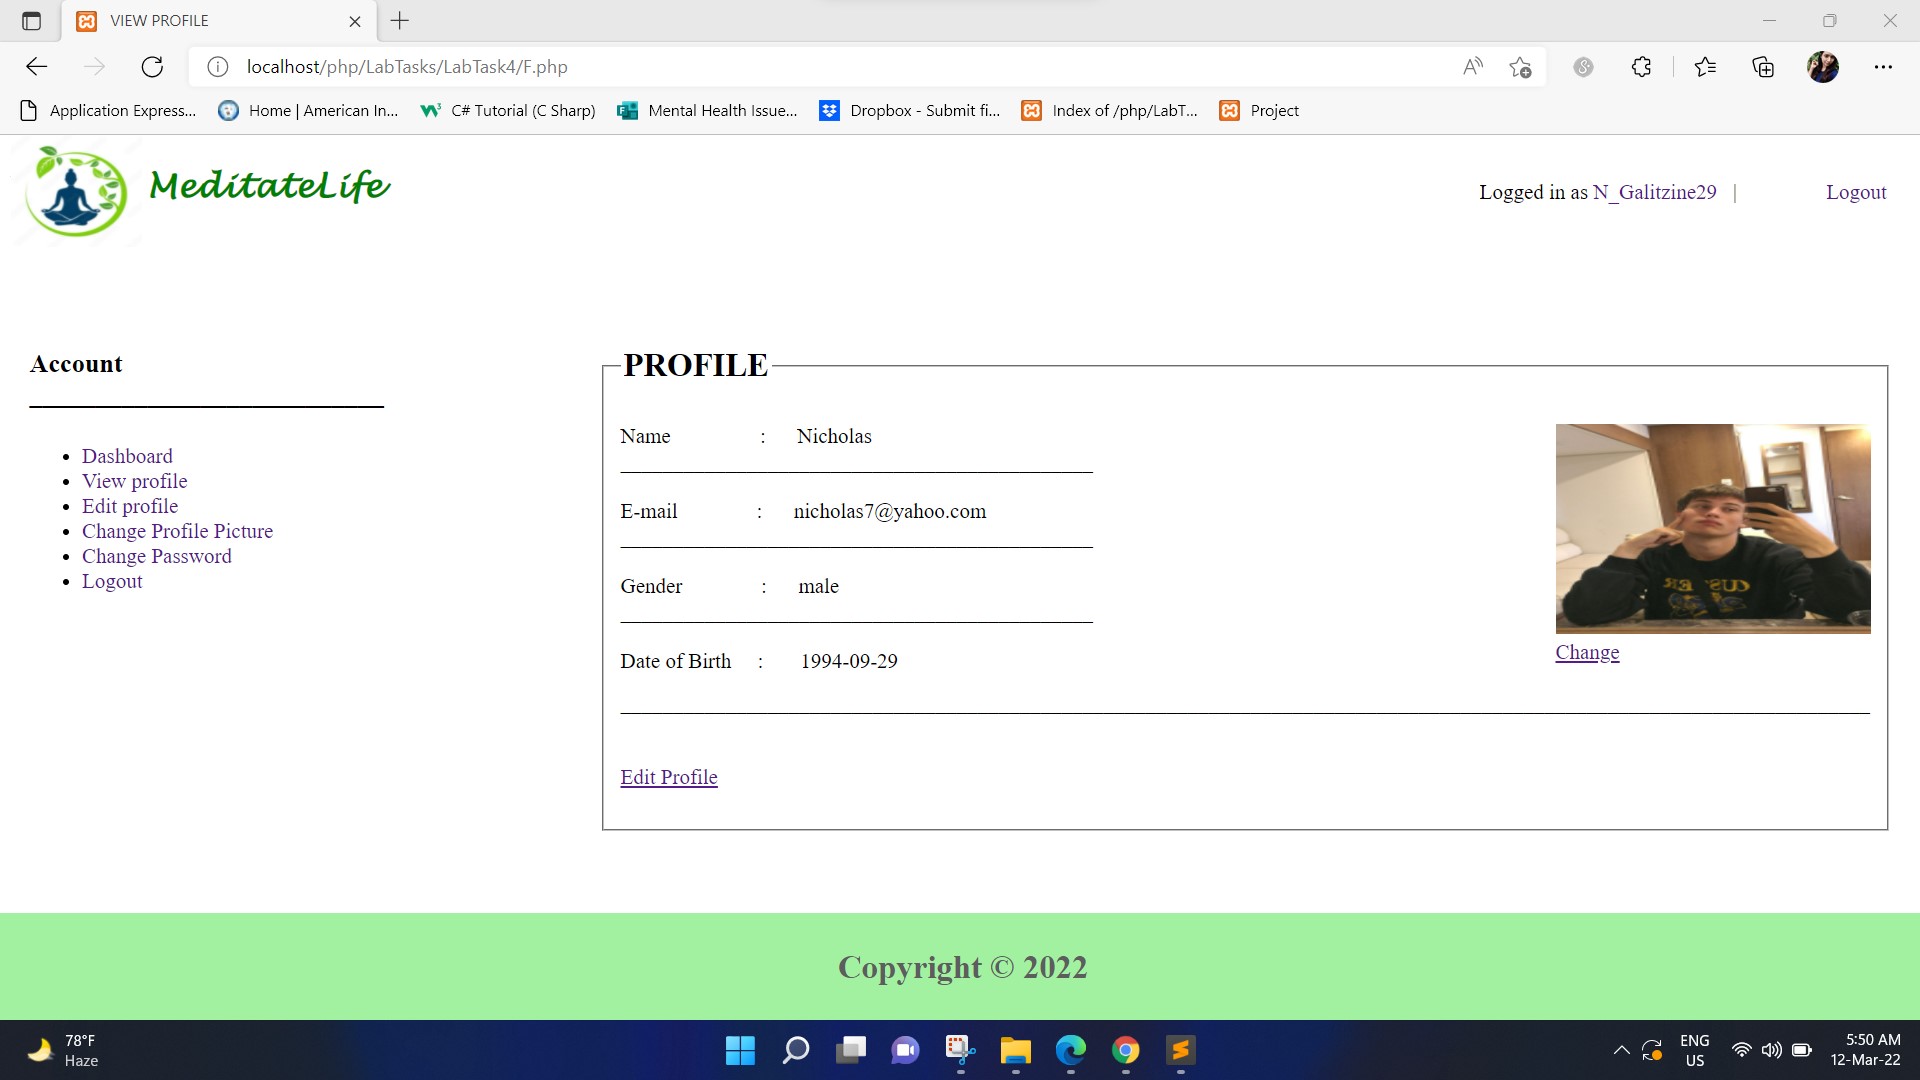 VIEW PROFILE
localhost/php/LabTasks/LabTask4/F.php
Application Express...
Home | American In...
C# Tutorial (C Sharp)
Mental Health Issue...
Dropbox - Submit fi...
Index of /php/LabT...
Project
MeditateLife
Logged in as N_Galitzine29 |
Logout
Account
Dashboard
View profile
Edit profile
Change Profile Picture
Change Password
Logout
PROFILE
Name : Nicholas
E-mail : nicholas7@yahoo.com
Gender : male
Date of Birth : 1994-09-29
Change
Edit Profile
Copyright © 2022
78°F
Haze
ENG
US
5:50 AM
12-Mar-22